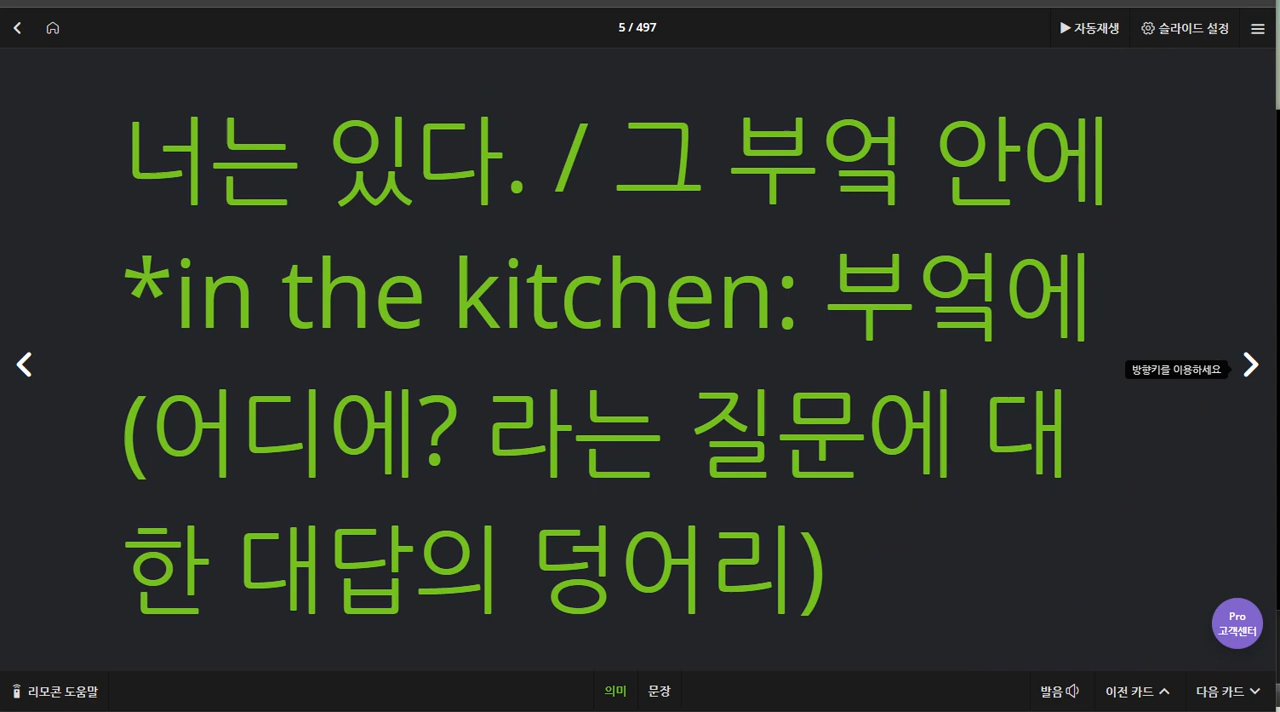 5 / 497
자동재생
슬라이드 설정
너는 있다. / 그 부엌 안에
*in the kitchen: 부엌에
방향키를 이용하세요
(어디에? 라는 질문에 대
한 대답의 덩어리)
Pro
고객센터
리모콘 도움말
의미
문장
발음
이전 카드
다음 카드